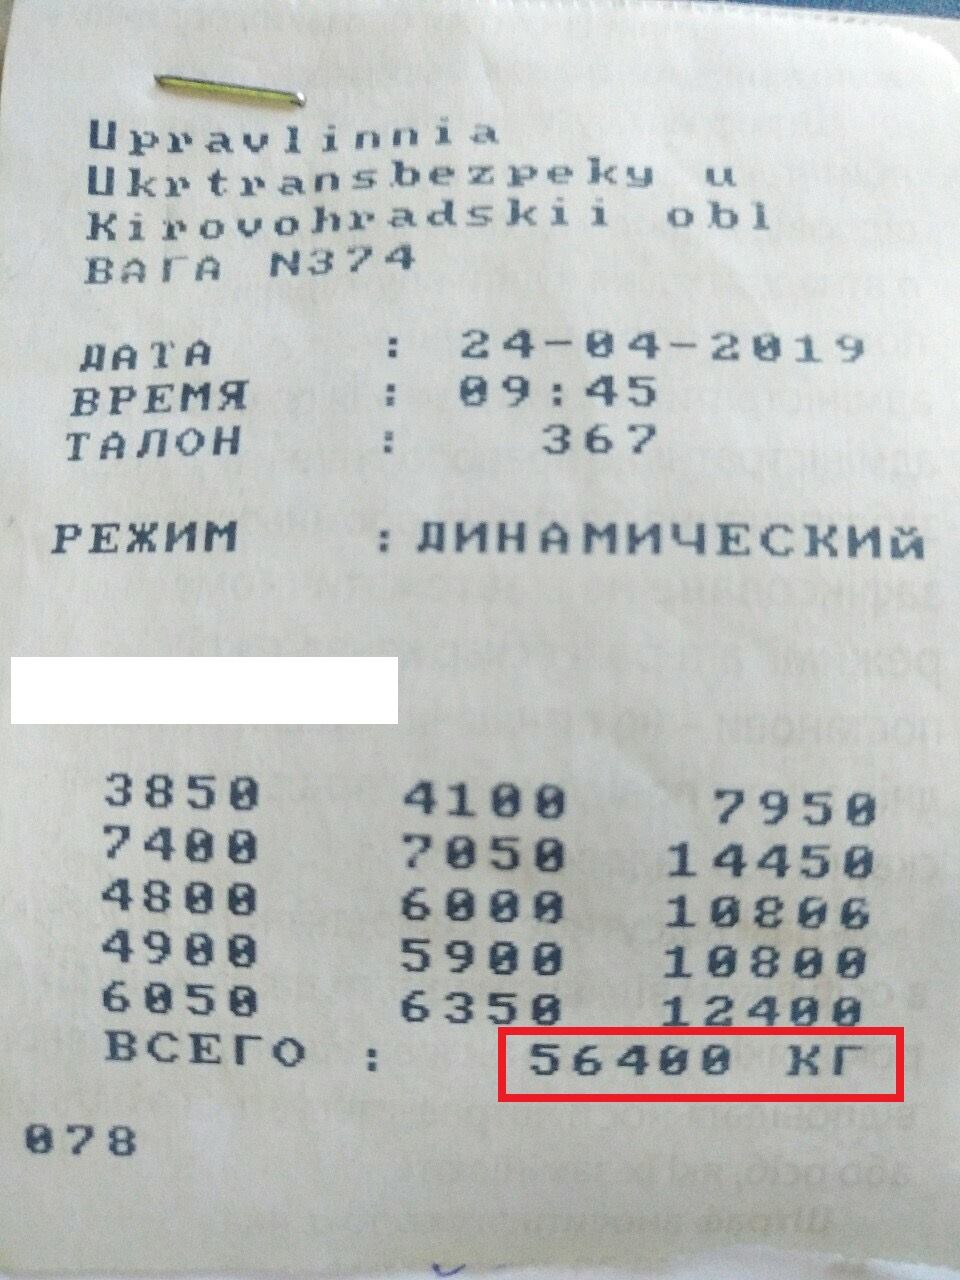 Upravlinnia
Ukrtransbezpeky u
Kirovohradskii obl
ВАГА N374
ДАТА : 24-04-2019
ВРЕМЯ : 09:45
ТАЛОН : 367
РЕЖИМ : ДИНАМИЧЕСКИй
3850 4100 7950
7400 7050 14450
4800 6000 10800
4900 5900 10800
6050 6350 12400
ВСЕГО : 56400 КГ
078